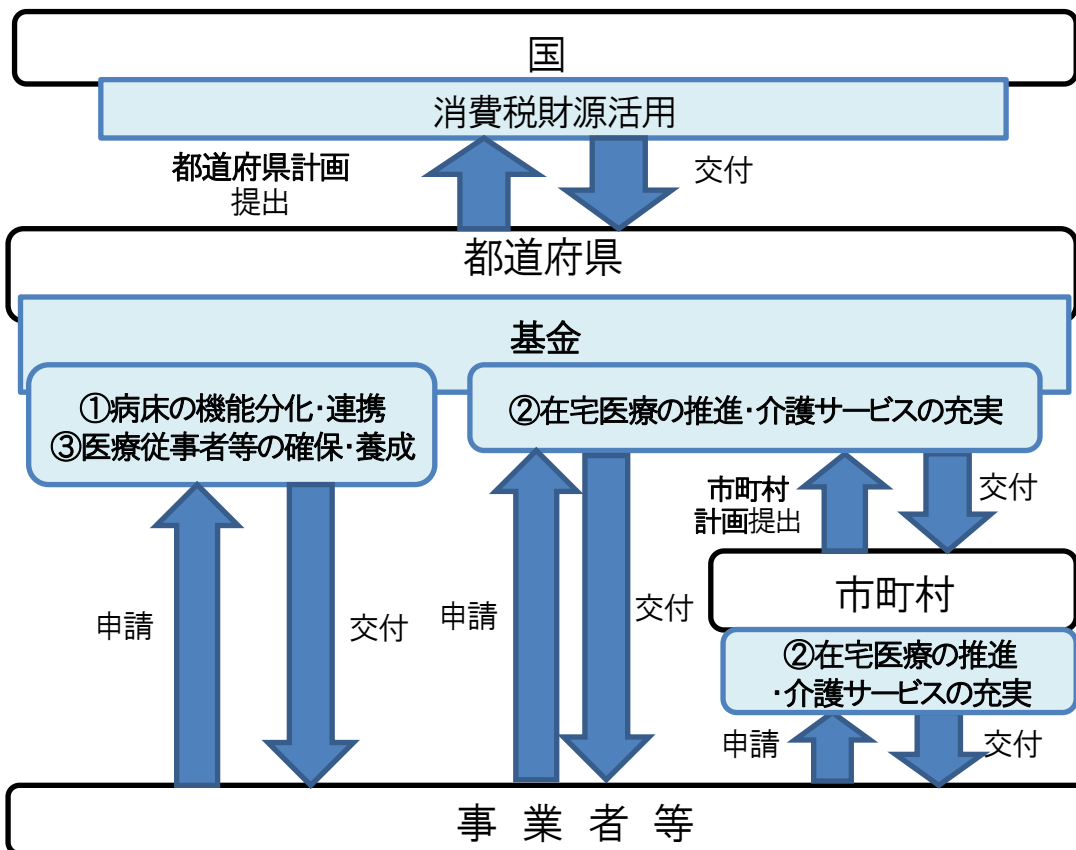 国
消費税財源活用
都道府県計画
提出
交付
都道府県
基金
①病床の機能分化・連携
③医療従事者等の確保・養成
②在宅医療の推進・介護サービスの充実
市町村
計画提出
交付
市町村
申請
交付
申請
交付
②在宅医療の推進
・介護サービスの充実
申請
交付
事業者等